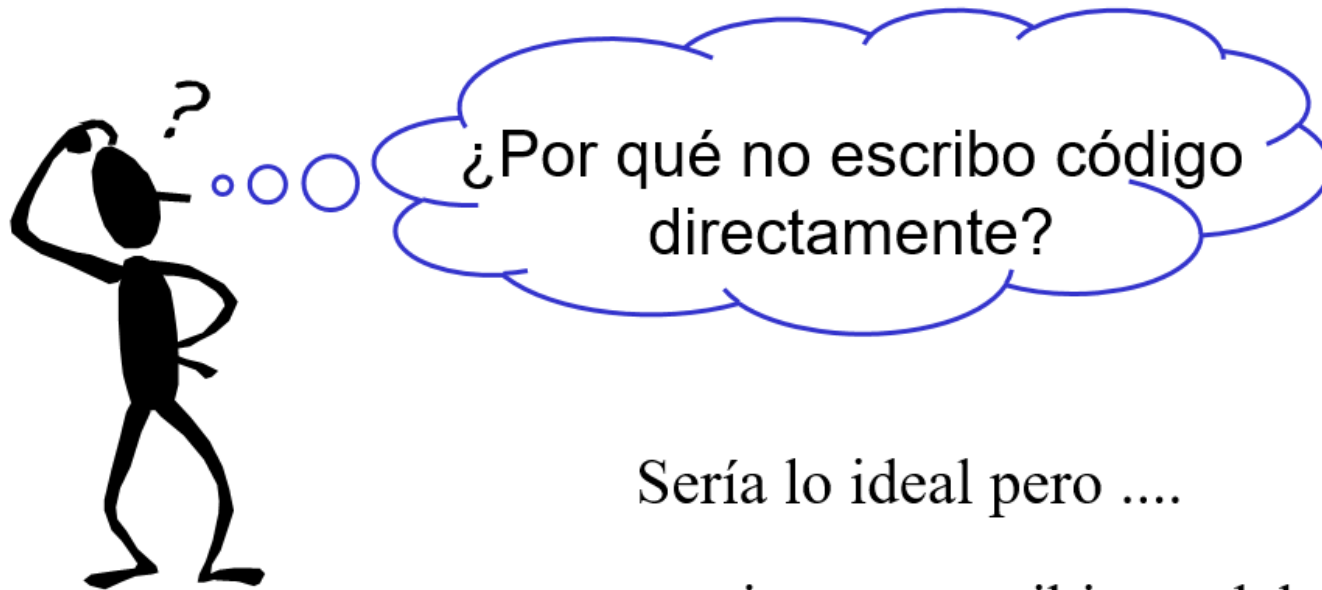 ?
¿Por qué no escribo código
directamente?
Sería lo ideal pero ....